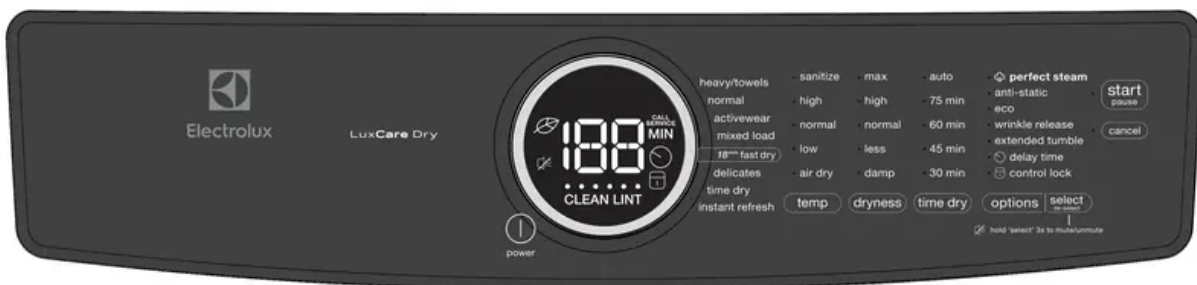 Electrolux
LuxCare Dry
power
CALL
SERVICE
188
MIN
CLEAN LINT
heavy/towels
normal
activewear
mixed load
18min fast dry
delicates
time dry
instant refresh
sanitize
high
normal
low
air dry
temp
max
high
normal
less
damp
dryness
auto
75 min
60 min
45 min
30 min
time dry
perfect steam
anti-static
eco
wrinkle release
extended tumble
delay time
control lock
options
select
de-select
hold 'select' 3s to mute/unmute
start
pause
cancel